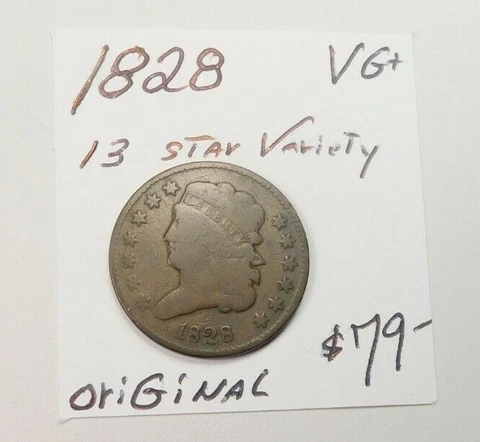 1828 VG+
13 STAr VariETy
1828
OriGiNAL $79-